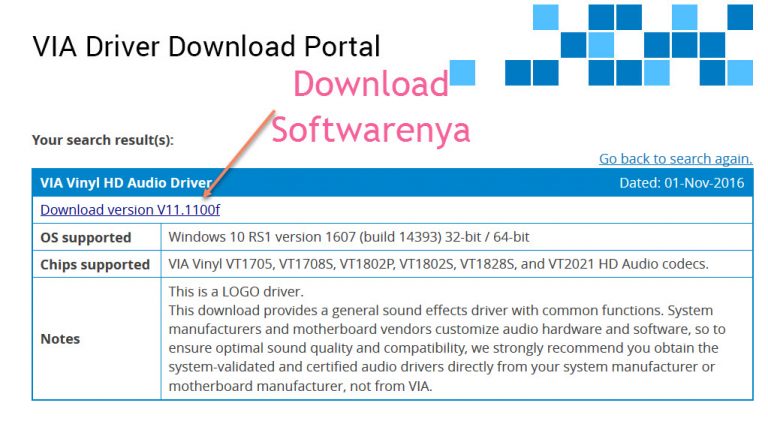 VIA Driver Download Portal
Download
Softwarenya
Your search result(s):
Go back to search again.
VIA Vinyl HD Audio Driver Dated: 01-Nov-2016
Download version V11.1100f
OS supported Windows 10 RS1 version 1607 (build 14393) 32-bit / 64-bit
Chips supported VIA Vinyl VT1705, VT1708S, VT1802P, VT1802S, VT1828S, and VT2021 HD Audio codecs.
Notes
This is a LOGO driver.
This download provides a general sound effects driver with common functions. System
manufacturers and motherboard vendors customize audio hardware and software, so to
ensure optimal sound quality and compatibility, we strongly recommend you obtain the
system-validated and certified audio drivers directly from your system manufacturer or
motherboard manufacturer, not from VIA.